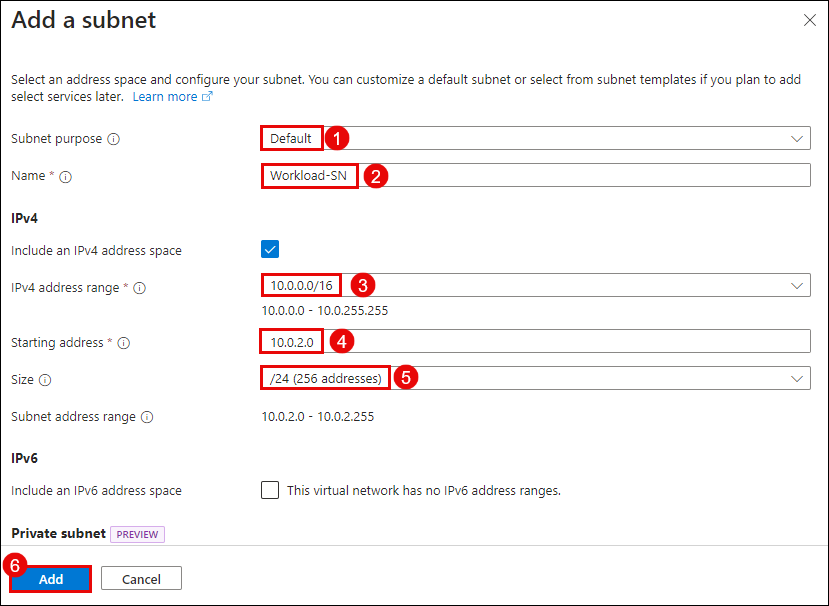 Add a subnet
Select an address space and configure your subnet. You can customize a default subnet or select from subnet templates if you plan to add
select services later. Learn more
Subnet purpose Default 1
Name * Workload-SN 2
IPv4
Include an IPv4 address space
IPv4 address range * 10.0.0.0/16 3
10.0.0.0 - 10.0.255.255
Starting address * 10.0.2.0 4
Size /24 (256 addresses) 5
Subnet address range 10.0.2.0 - 10.0.2.255
IPv6
Include an IPv6 address space This virtual network has no IPv6 address ranges.
Private subnet PREVIEW
6
Add Cancel